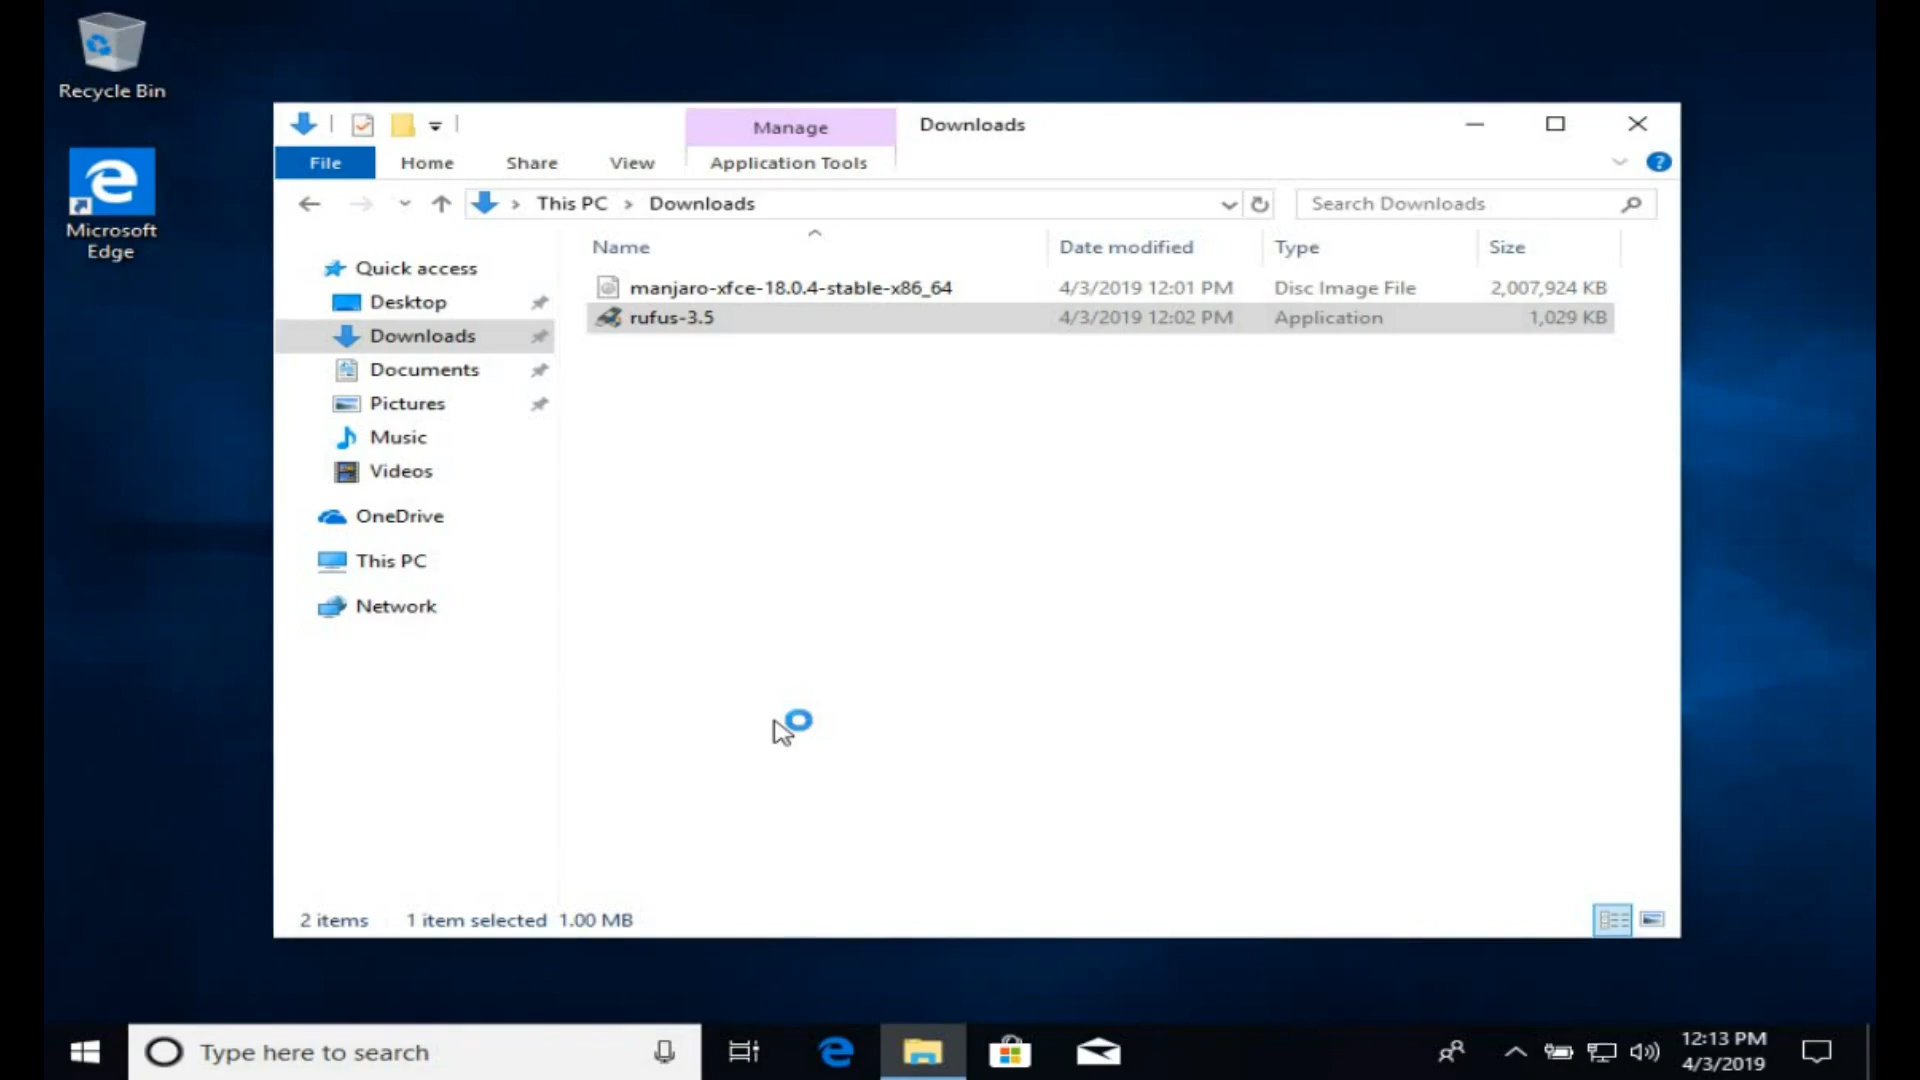 Recycle Bin
Microsoft
Edge
Manage
Downloads
File
Home
Share
View
Application Tools
?
This PC
Downloads
Search Downloads
Name
Date modified
Type
Size
manjaro-xfce-18.0.4-stable-x86_64
4/3/2019 12:01 PM
Disc Image File
2,007,924 KB
rufus-3.5
4/3/2019 12:02 PM
Application
1,029 KB
Quick access
Desktop
Downloads
Documents
Pictures
Music
Videos
OneDrive
This PC
Network
2 items
1 item selected 1.00 MB
Type here to search
12:13 PM
4/3/2019